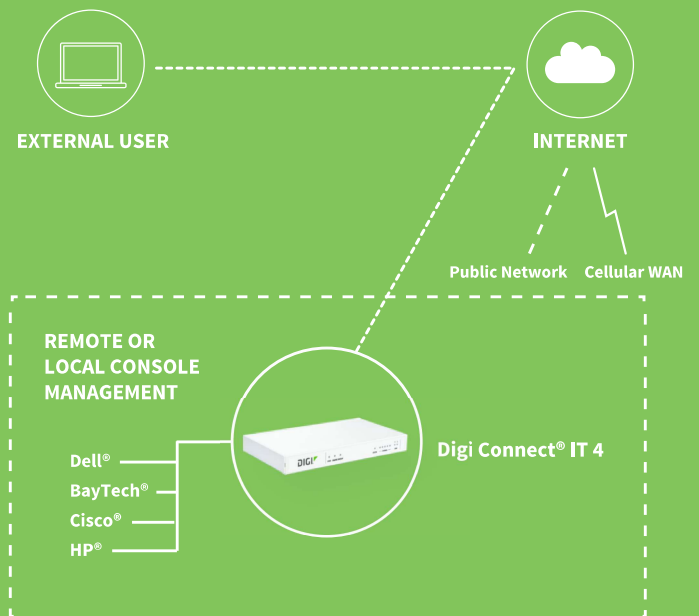 EXTERNAL USER
INTERNET
Public Network
Cellular WAN
REMOTE OR
LOCAL CONSOLE
MANAGEMENT
Dell®
BayTech®
Cisco®
HP®
DIGI
Digi Connect® IT 4